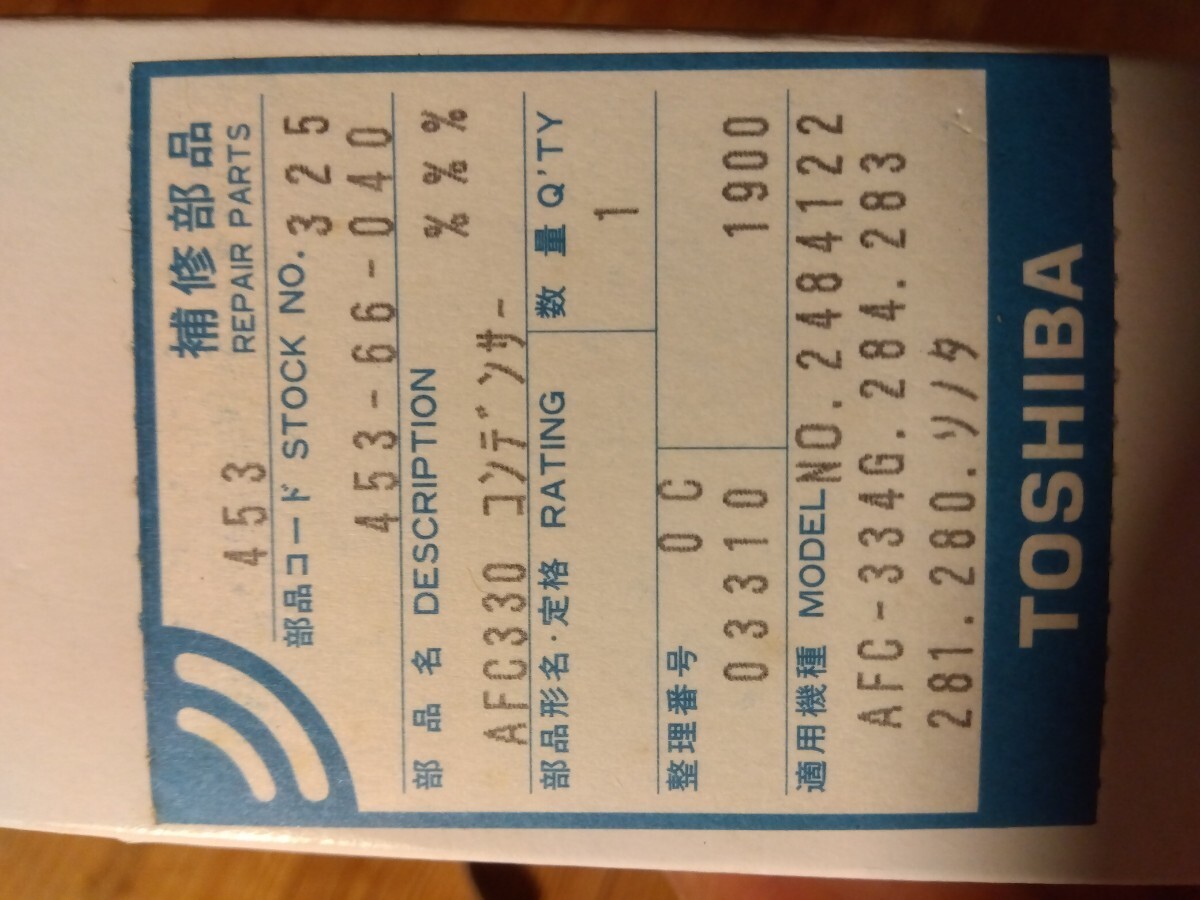 補修部品
REPAIR PARTS
453
部品コード STOCK NO. 325
453-66-040
部品名 DESCRIPTION %%%
AFC330 コンデンサー %%%
部品形名・定格 RATING 数量 Q'TY
1
整理番号 0C
03310 1900
適用機種 MODEL NO.2484122
AFC-334G.284.283
281.280.ソノタ
TOSHIBA